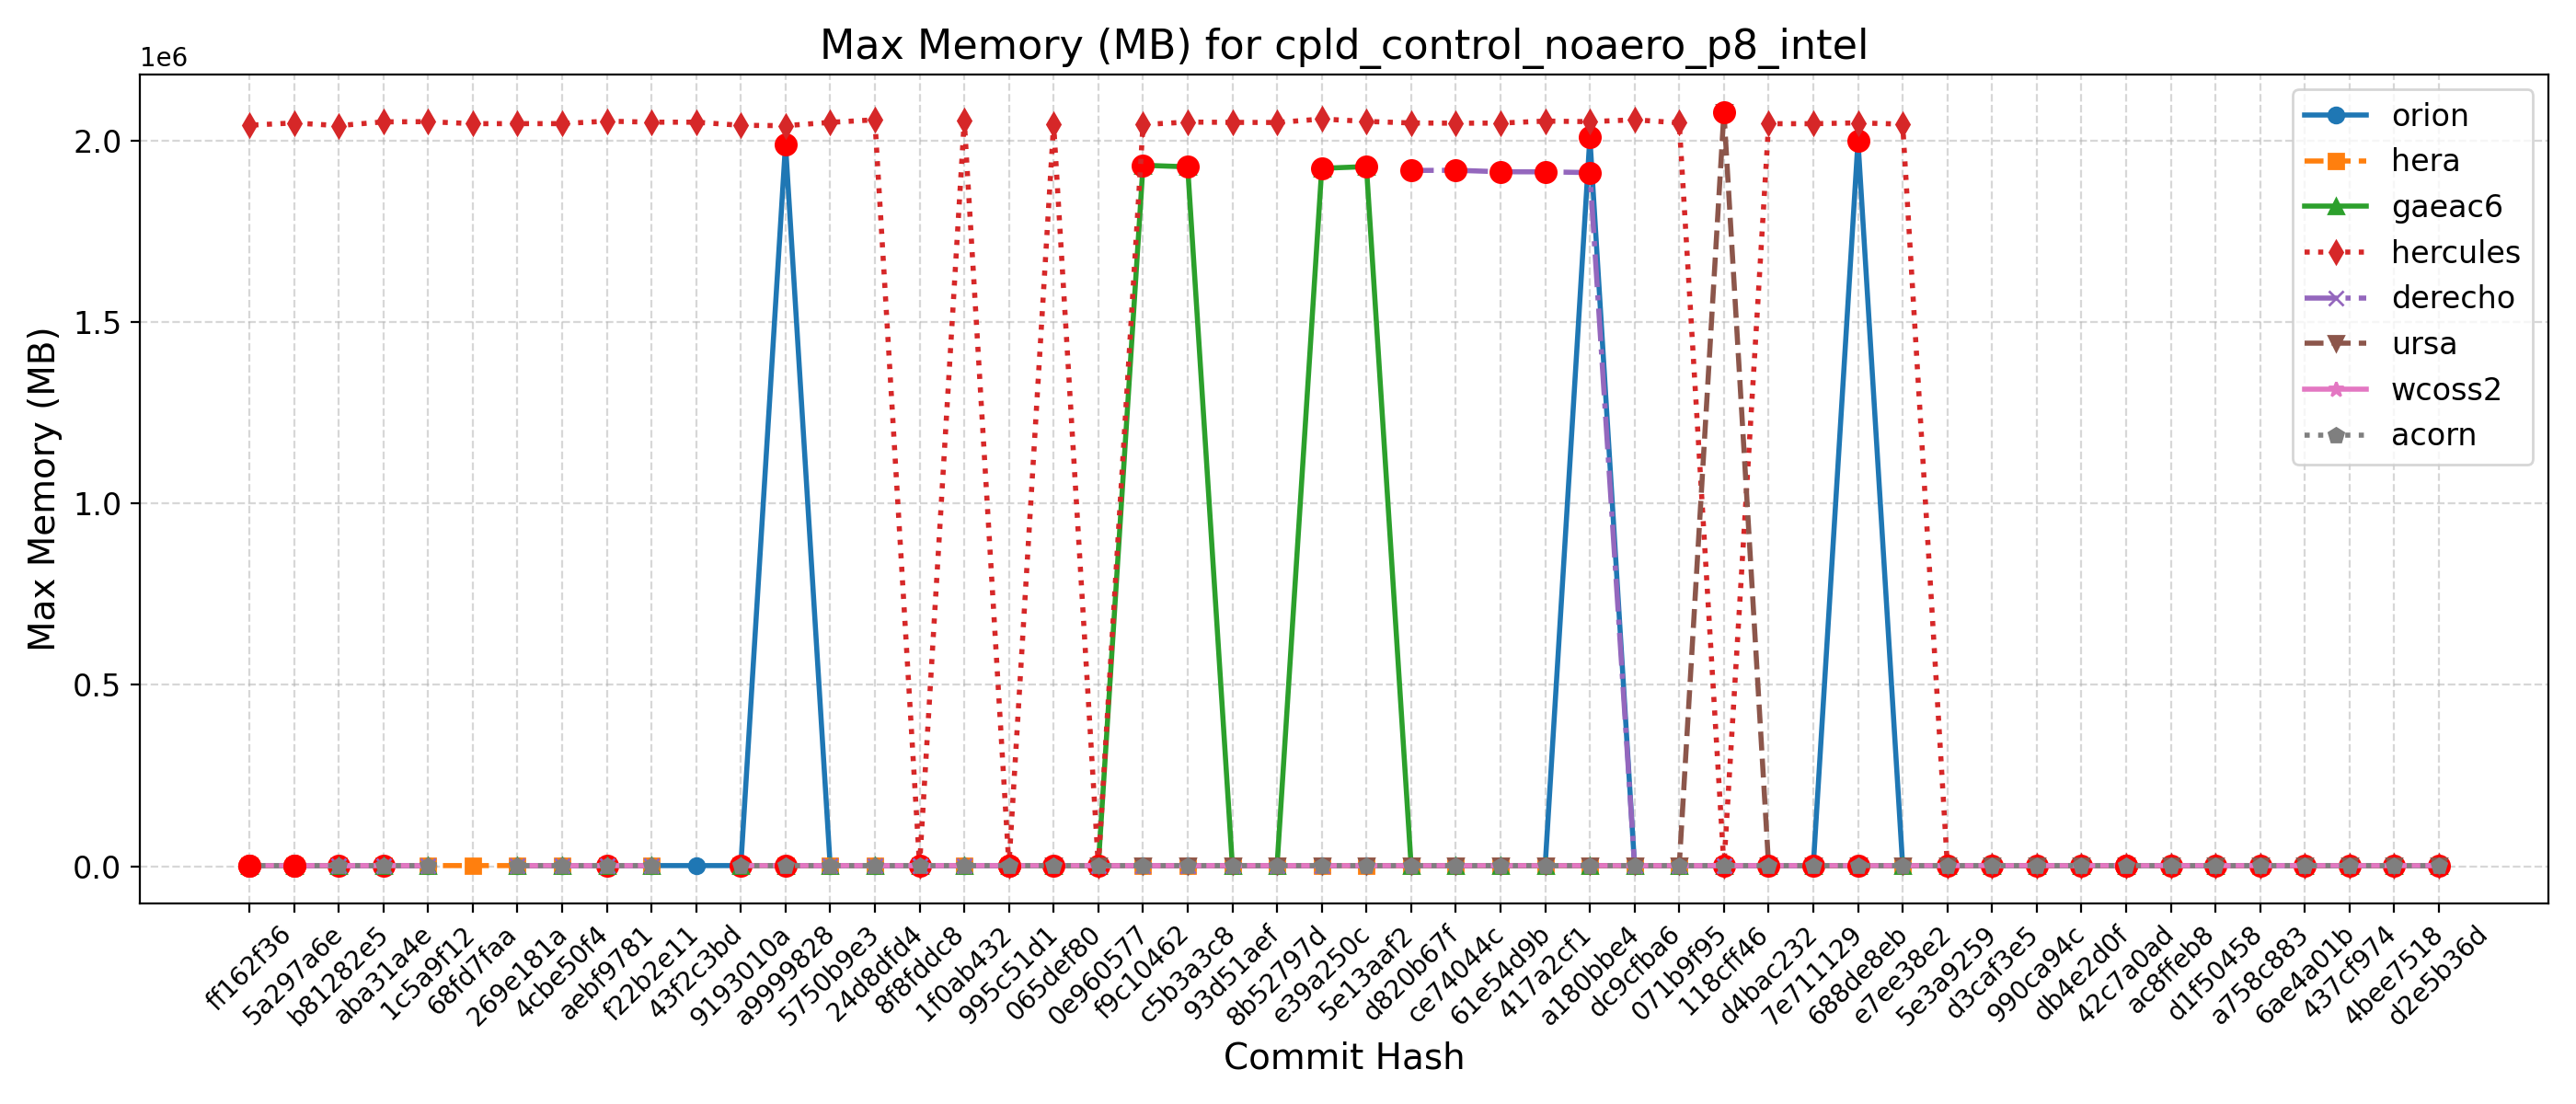 Max Memory (MB) for cpld_control_noaero_p8_intel
1e6
2.0
1.5
1.0
0.5
0.0
Max Memory (MB)
orion
hera
gaeac6
hercules
derecho
ursa
wcoss2
acorn
ff162f36
5a297a6e
b81282e5
aba31a4e
1c5a9f12
68fd7faa
269e181a
4cbe50f4
aebf9781
f22b2e11
43f2c3bd
9193010a
a9999828
5750b9e3
24d8dfd4
8f8fddc8
1f0ab432
995c51d1
065def80
0e960577
f9c10462
c5b3a3c8
93d51aef
8b52797d
e39a250c
5e13aaf2
d820b67f
ce74044c
61e54d9b
417a2cf1
a180bbe4
dc9cfba6
071b9f95
118cff46
d4bac232
7e711129
688de8eb
e7ee38e2
5e3a9259
d3caf3e5
990ca94c
db4e2d0f
42c7a0ad
ac8ffeb8
d1f50458
a758c883
6ae4a01b
437cf974
4bee7518
d2e5b36d
Commit Hash